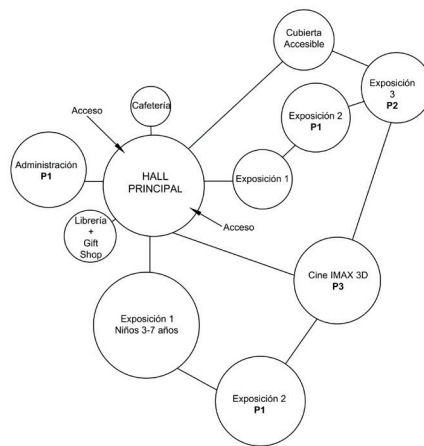 Cubierta
Accesible
Exposición
3
P2
Cafetería
Acceso
Exposición 2
P1
Administración
P1
HALL
PRINCIPAL
Exposición 1
Librería
+
Gift
Shop
Acceso
Cine IMAX 3D
P3
Exposición 1
Niños 3-7 años
Exposición 2
P1